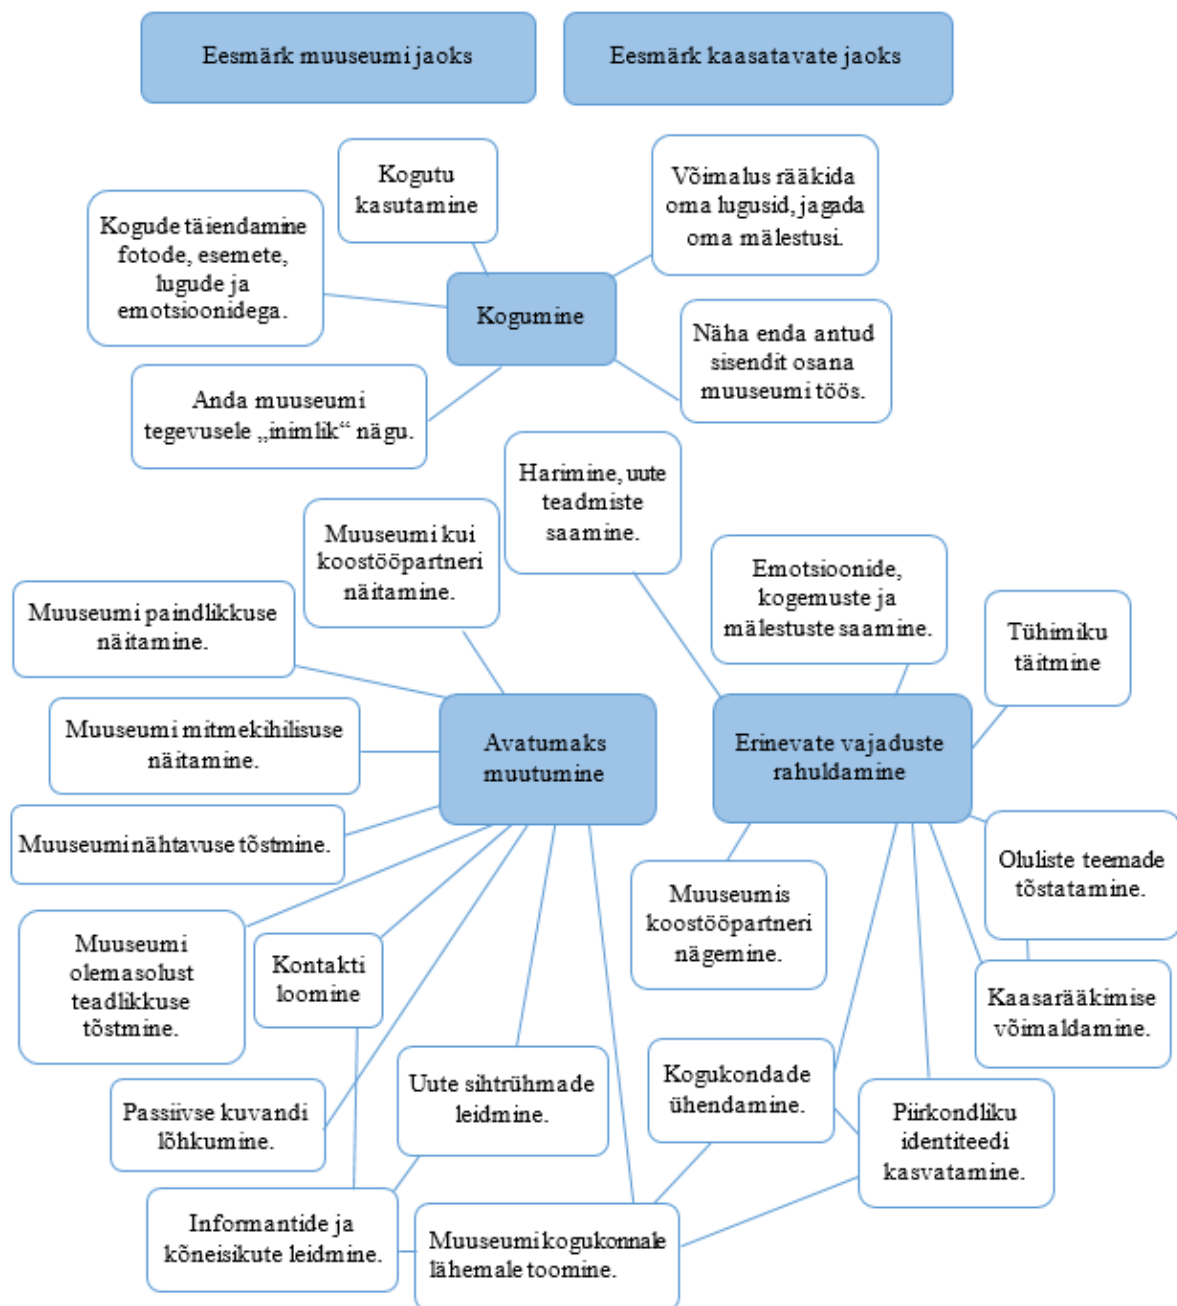 Eesmärk muuseumi jaoks
Eesmärk kaasatavate jaoks
Kogutu
kasutamine
Võimalus rääkida
oma lugusid, jagada
oma mälestusi.
Kogude täiendamine
fotode, esemete,
lugude ja
emotsioonidega.
Kogumine
Näha enda antud
sisendit osana
muuseumi töös.
Anda muuseumi
tegevusele „inimlik“ nägu.
Harimine, uute
teadmiste
saamine.
Muuseumi kui
koostööpartneri
näitamine.
Emotsioonide,
kogemuste ja
mälestuste saamine.
Muuseumi paindlikkuse
näitamine.
Tühimiku
täitmine
Muuseumi mitmekihilisuse
näitamine.
Avatumaks
muutumine
Erinevate vajaduste
rahuldamine
Muuseumi nähtavuse tõstmine.
Oluliste teemade
tõstatamine.
Muuseumis
koostööpartneri
nägemine.
Muuseumi
olemasolust
teadlikkuse
tõstmine.
Kontakti
loomine
Kaasarääkimise
võimaldamine.
Uute sihtrühmade
leidmine.
Kogukondade
ühendamine.
Passiivse kuvandi
lõhkumine.
Piirkondliku
identiteedi
kasvatamine.
Informantide ja
kõneisikute leidmine.
Muuseumi kogukonnale
lähemale toomine.